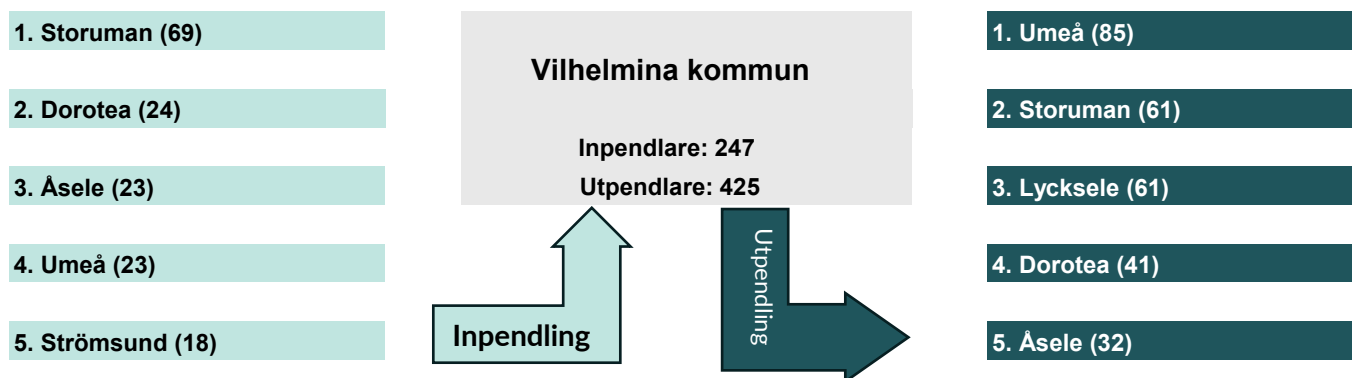 1. Storuman (69)
2. Dorotea (24)
3. Åsele (23)
4. Umeå (23)
5. Strömsund (18)
Vilhelmina kommun
Inpendlare: 247
Utpendlare: 425
Inpendling
Utpendling
1. Umeå (85)
2. Storuman (61)
3. Lycksele (61)
4. Dorotea (41)
5. Åsele (32)